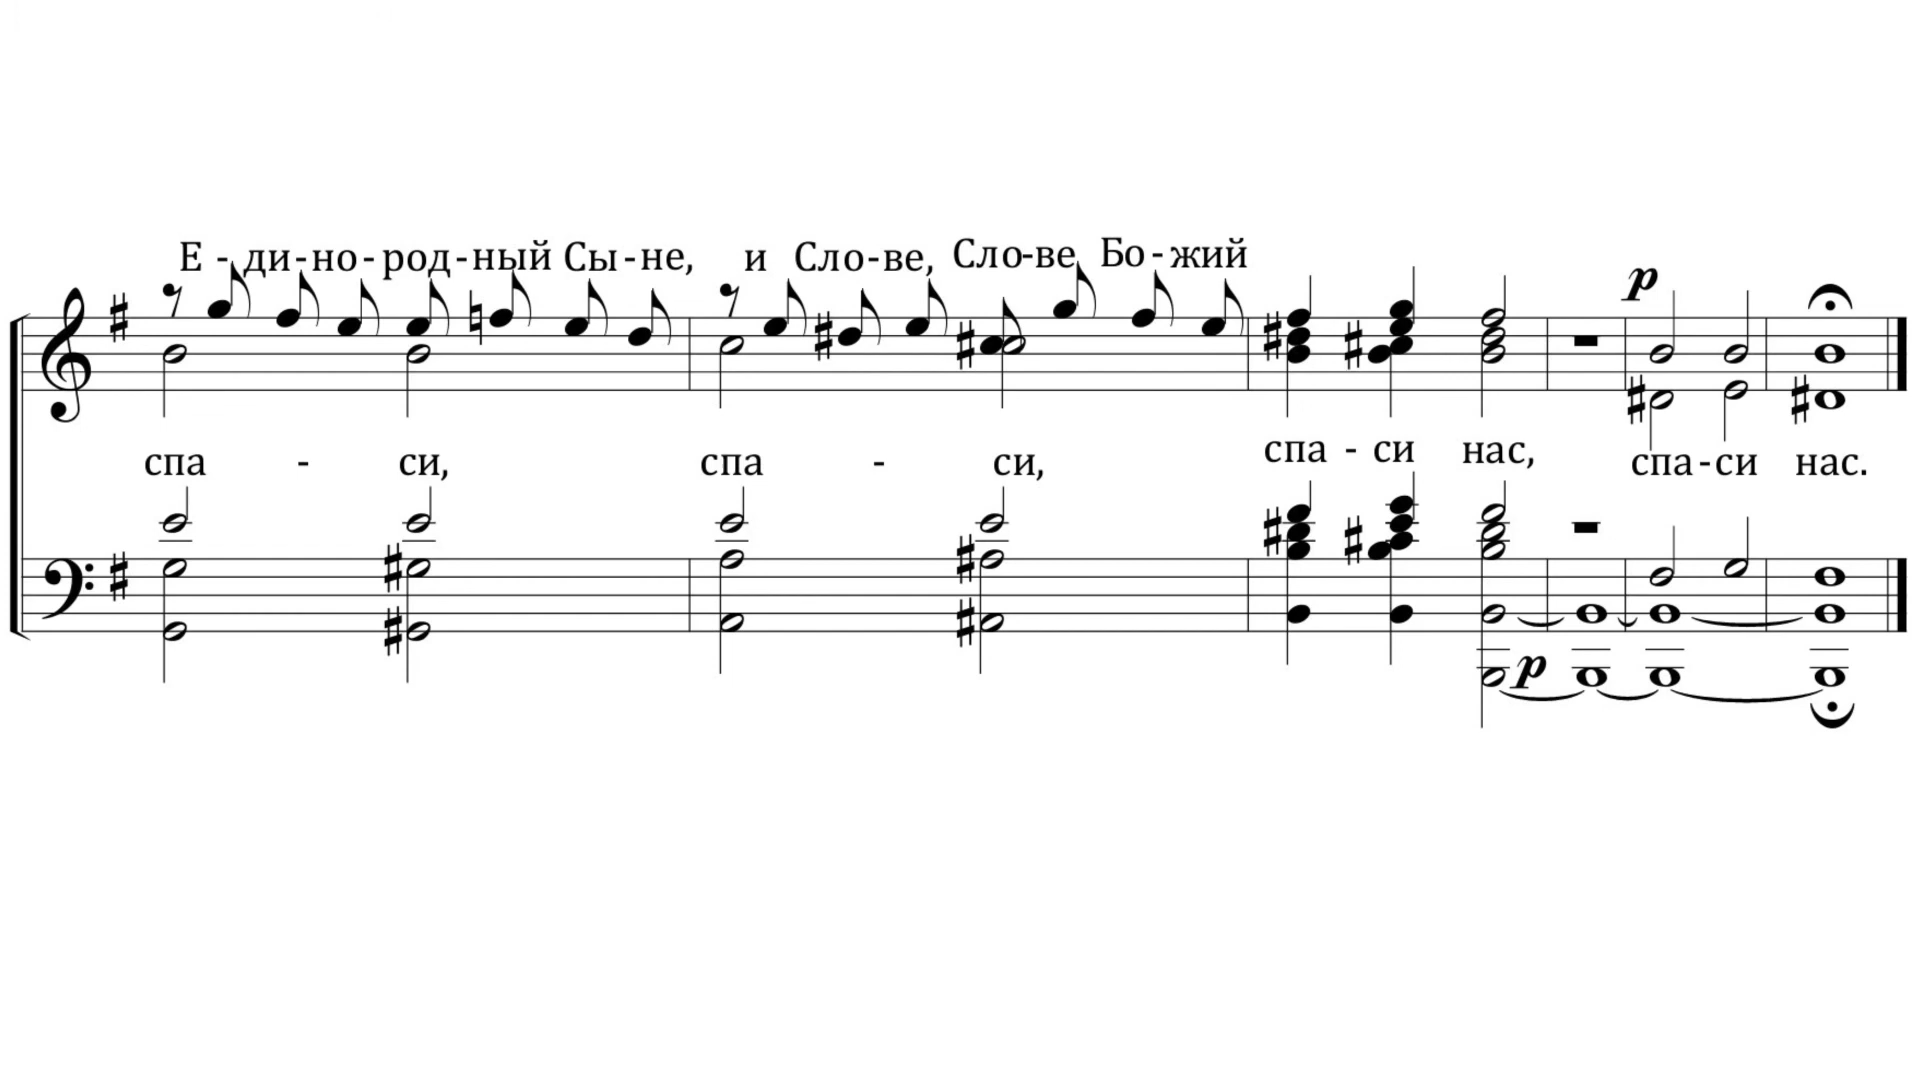 Е - ди-но-род-ный Сы-не, и Сло-ве, Сло-ве Бо-жий
p
спа - си, спа - си, спа - си нас, спа-си нас.
p